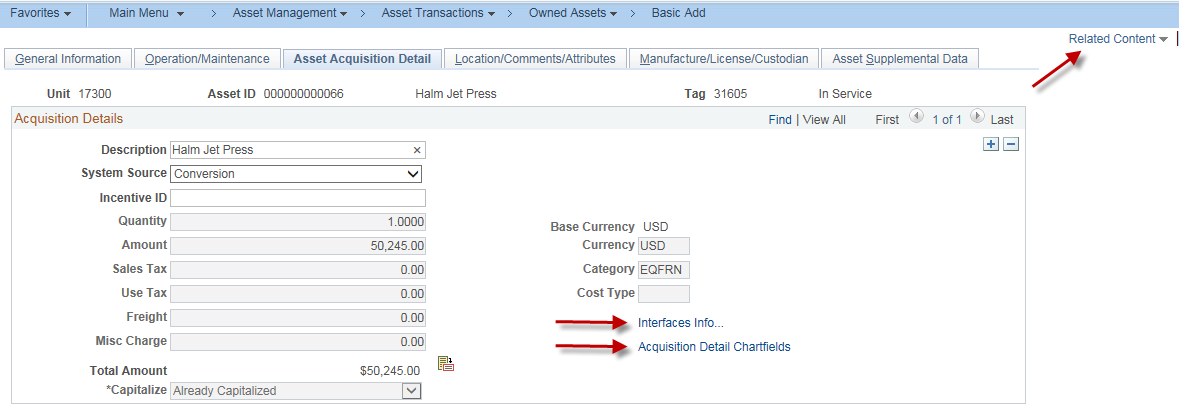 Favorites Main Menu > Asset Management > Asset Transactions > Owned Assets > Basic Add
Related Content
General Information Operation/Maintenance Asset Acquisition Detail Location/Comments/Attributes Manufacture/License/Custodian Asset Supplemental Data
Unit 17300 Asset ID 000000000066 Halm Jet Press Tag 31605 In Service
Acquisition Details Find | View All First 1 of 1 Last
Description Halm Jet Press ×
System Source Conversion
Incentive ID
Quantity 1.0000 Base Currency USD
Amount 50,245.00 Currency USD
Sales Tax 0.00 Category EQFRN
Use Tax 0.00 Cost Type
Freight 0.00 Interfaces Info...
Misc Charge 0.00 Acquisition Detail Chartfields
Total Amount $50,245.00
*Capitalize Already Capitalized